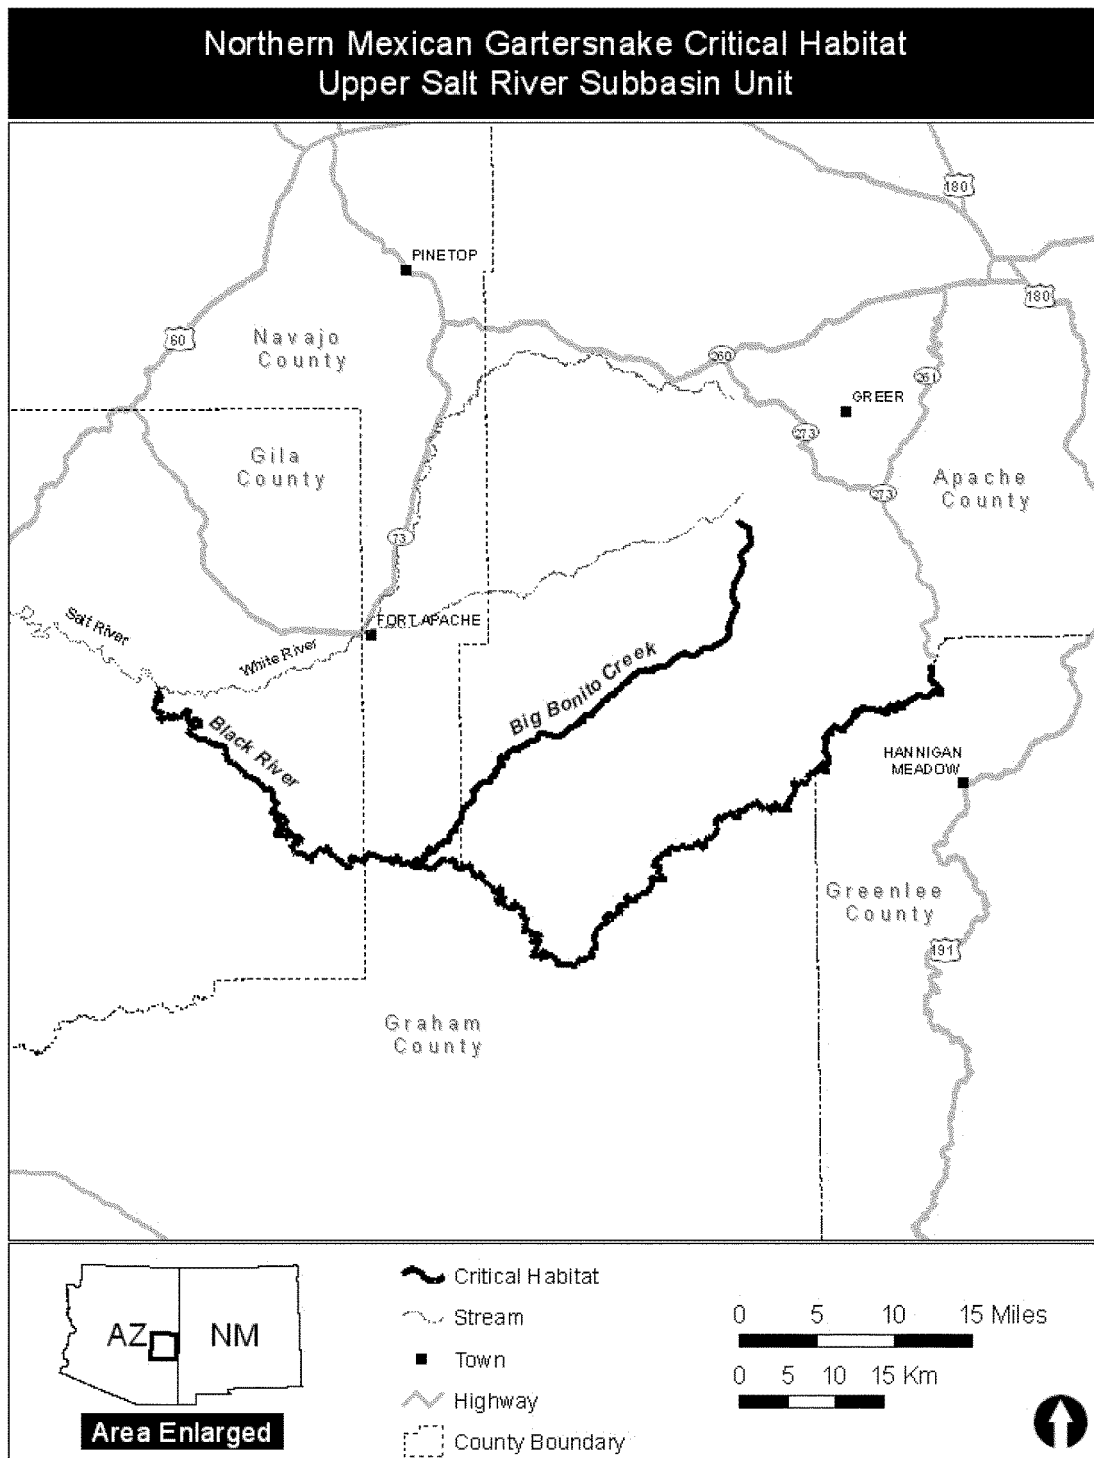 Northern Mexican Gartersnake Critical Habitat
Upper Salt River Subbasin Unit
180
PINETOP
180
60
Navajo
County
260
261
GREER
273
Gila
County
Apache
County
273
73
Salt River
FORT APACHE
White River
Big Bonito Creek
Black River
HANNIGAN
MEADOW
Greenlee
County
191
Graham
County
AZ
NM
Area Enlarged
Critical Habitat
Stream
Town
Highway
County Boundary
0 5 10 15 Miles
0 5 10 15 Km